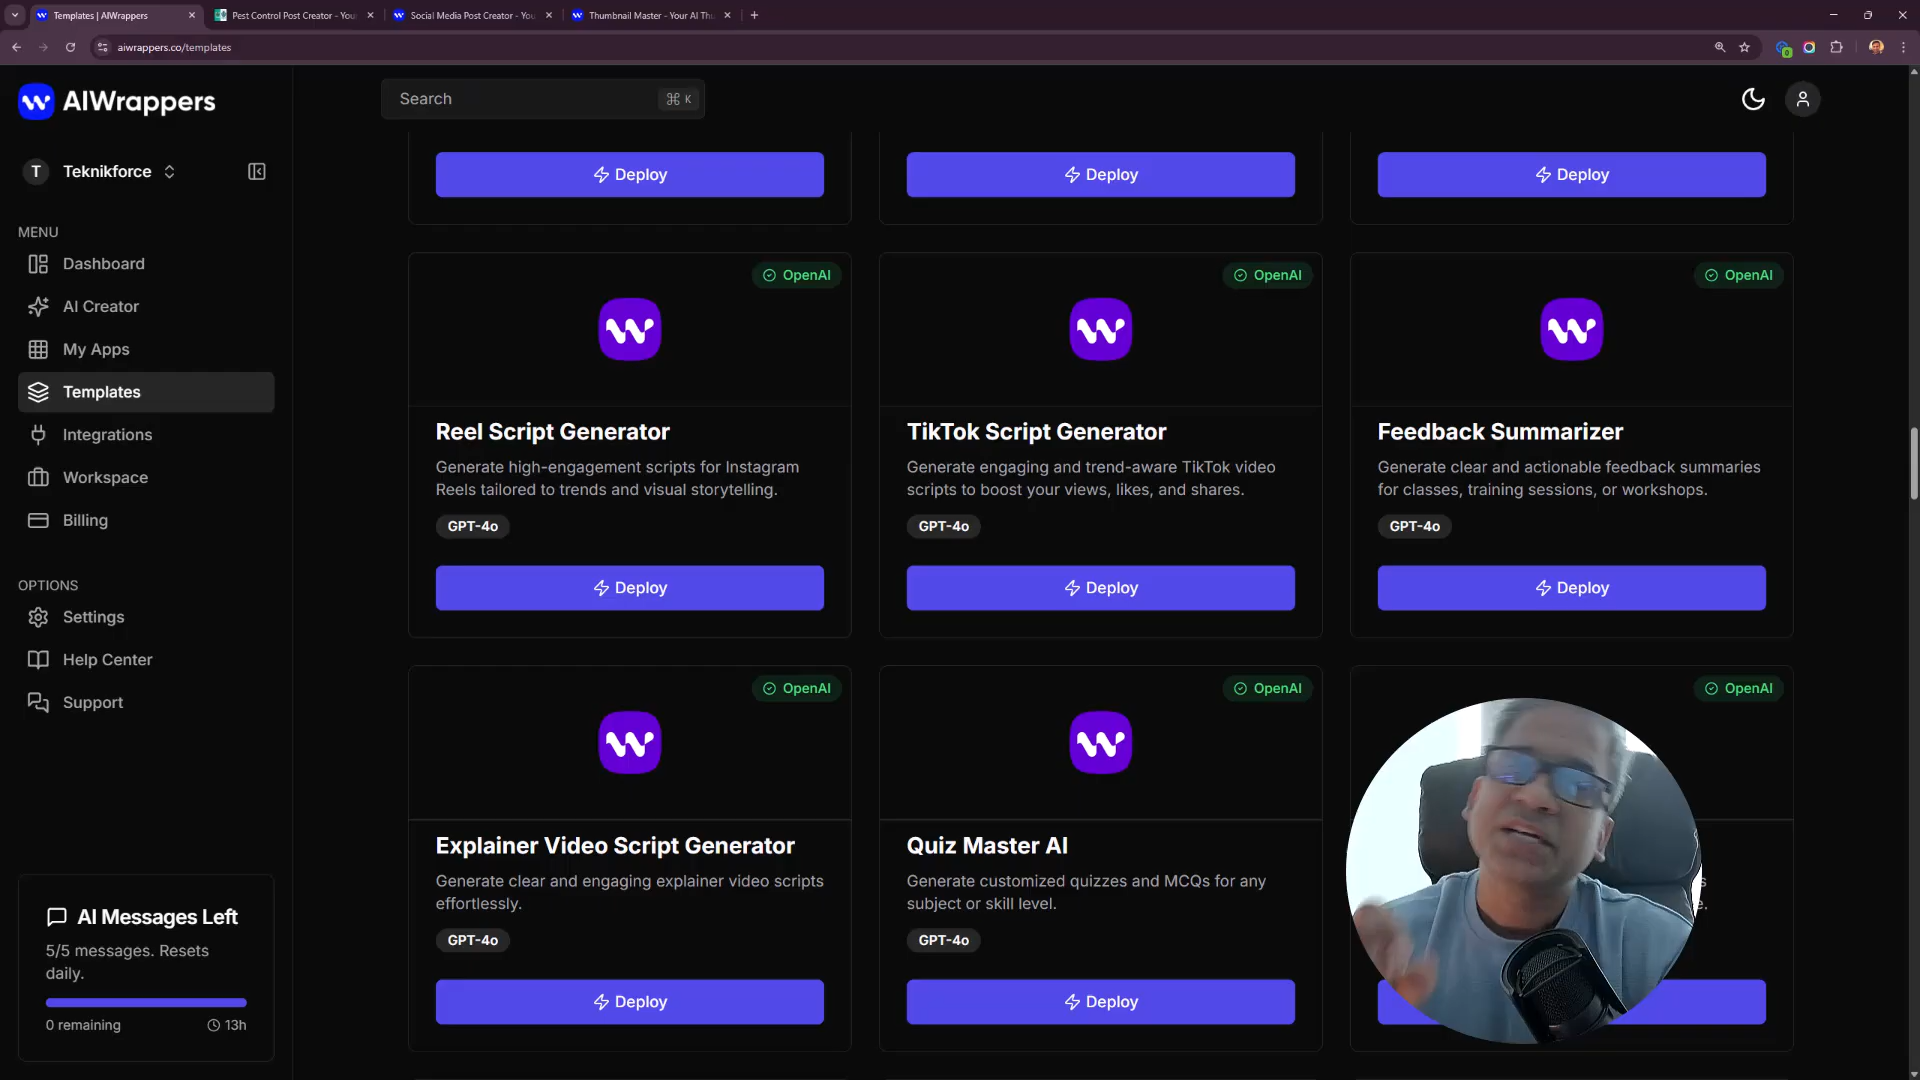 Templates | AIWrappers
Pest Control Post Creator - You
Social Media Post Creator - You
Thumbnail Master - Your AI Thu
aiwrappers.co/templates
AIWrappers
Search
⌘ K
T
Teknikforce
MENU
Dashboard
AI Creator
My Apps
Templates
Integrations
Workspace
Billing
OPTIONS
Settings
Help Center
Support
AI Messages Left
5/5 messages. Resets
daily.
0 remaining
13h
Deploy
Deploy
Deploy
OpenAI
Reel Script Generator
Generate high-engagement scripts for Instagram
Reels tailored to trends and visual storytelling.
GPT-4o
Deploy
OpenAI
TikTok Script Generator
Generate engaging and trend-aware TikTok video
scripts to boost your views, likes, and shares.
GPT-4o
Deploy
OpenAI
Feedback Summarizer
Generate clear and actionable feedback summaries
for classes, training sessions, or workshops.
GPT-4o
Deploy
OpenAI
Explainer Video Script Generator
Generate clear and engaging explainer video scripts
effortlessly.
GPT-4o
Deploy
OpenAI
Quiz Master AI
Generate customized quizzes and MCQs for any
subject or skill level.
GPT-4o
Deploy
OpenAI